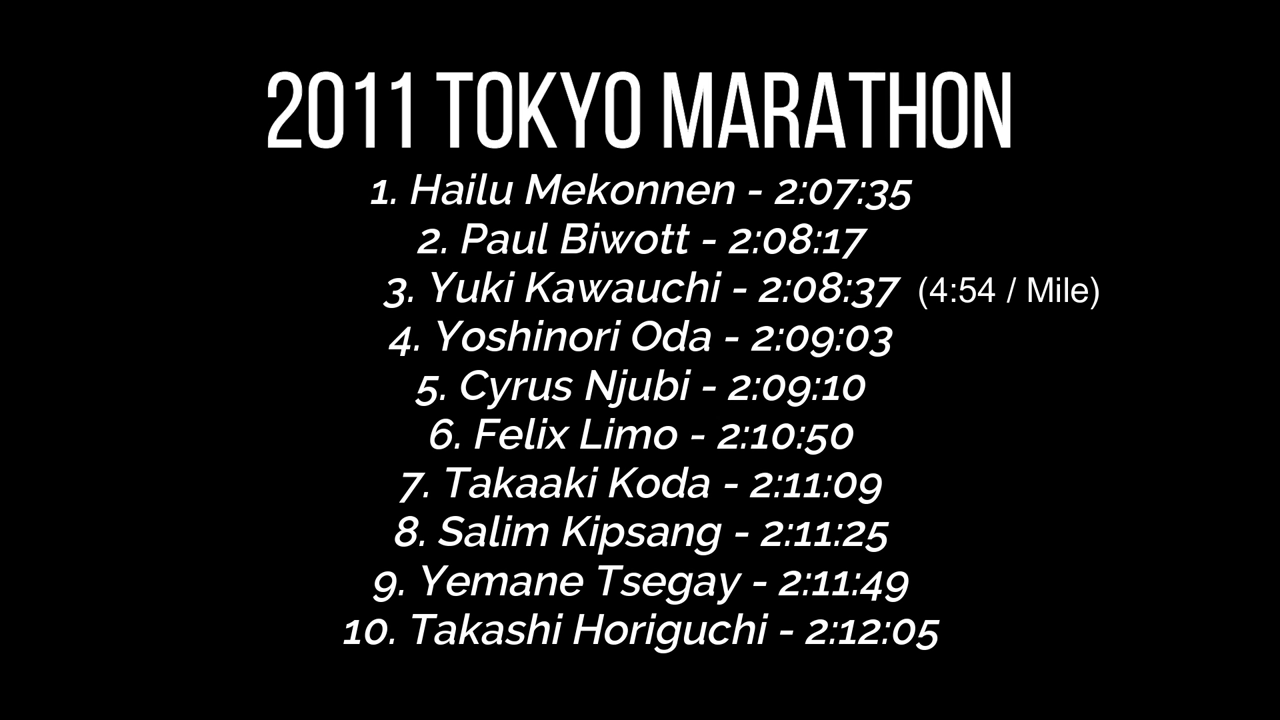 2011 TOKYO MARATHON
1. Hailu Mekonnen - 2:07:35
2. Paul Biwott - 2:08:17
3. Yuki Kawauchi - 2:08:37 (4:54 / Mile)
4. Yoshinori Oda - 2:09:03
5. Cyrus Njubi - 2:09:10
6. Felix Limo - 2:10:50
7. Takaaki Koda - 2:11:09
8. Salim Kipsang - 2:11:25
9. Yemane Tsegay - 2:11:49
10. Takashi Horiguchi - 2:12:05